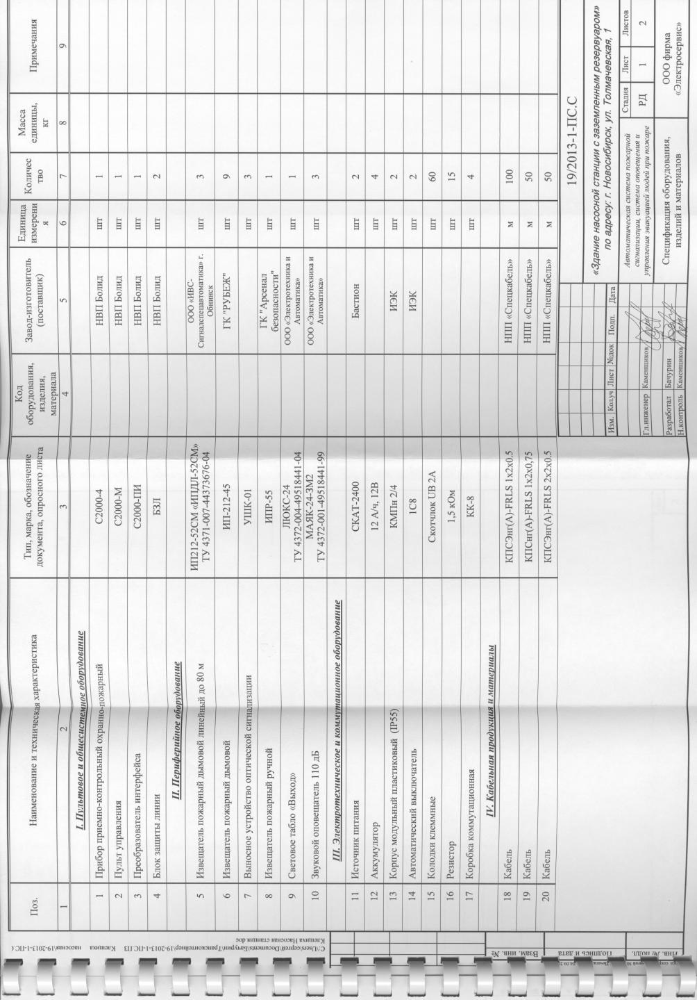 Поз.
Наименование и техническая характеристика
Тип, марка, обозначение
документа, опросного листа
Код
оборудования,
изделия,
материала
Завод-изготовитель
(поставщик)
Единица
измерени
я
Количес
тво
Масса
единицы,
кг
Примечания
1 2 3 4 5 6 7 8 9
I. Пультовое и общесистемное оборудование
1 Прибор приемно-контрольный охранно-пожарный С2000-4 НВП Болид шт 1
2 Пульт управления С2000-М НВП Болид шт 1
3 Преобразователь интерфейса С2000-ПИ НВП Болид шт 1
4 Блок защиты линии БЗЛ НВП Болид шт 2
II. Периферийное оборудование
5 Извещатель пожарный дымовой линейный до 80 м ИП212-52СМ «ИПДЛ-52СМ»
ТУ 4371-007-44373676-04 ООО «ИВС-
Сигналспецавтоматика» г.
Обнинск шт 3
6 Извещатель пожарный дымовой ИП-212-45 ГК "РУБЕЖ" шт 9
7 Выносное устройство оптической сигнализации УШК-01 шт 3
8 Извещатель пожарный ручной ИПР-55 ГК "Арсенал
безопасности" шт 1
9 Световое табло «Выход» ЛЮКС-24
ТУ 4372-004-49518441-04 ООО «Электротехника и
Автоматика» шт 1
10 Звуковой оповещатель 110 дБ МАЯК-24-3М2
ТУ 4372-001-49518441-99 ООО «Электротехника и
Автоматика» шт 3
III. Электротехническое и коммутационное оборудование
11 Источник питания СКАТ-2400 Бастион шт 2
12 Аккумулятор 12 А/ч, 12В шт 4
13 Корпус модульный пластиковый (IP55) КМПн 2/4 ИЭК шт 2
14 Автоматический выключатель 1С8 ИЭК шт 2
15 Колодки клеммные Скотчлок UB 2A шт 60
16 Резистор 1,5 кОм шт 15
17 Коробка коммутационная КК-8 шт 4
IV. Кабельная продукция и материалы
18 Кабель КПСЭнг(А)-FRLS 1x2x0.5 НПП «Спецкабель» м 100
19 Кабель КПСнг(А)-FRLS 1x2x0,75 НПП «Спецкабель» м 50
20 Кабель КПСЭнг(А)-FRLS 2x2x0.5 НПП «Спецкабель» м 50
19/2013-1-ПС.С
«Здание насосной станции с заземленным резервуаром»
по адресу: г. Новосибирск, ул. Толмачевская, 1
Изм. Кол.уч Лист №док Подп. Дата
Гл.инженер Каменщиков
Разработал Бачурин
Н.контроль Каменщиков
Автоматическая система пожарной
сигнализации, система оповещения и
управления эвакуацией людей при пожаре
Стадия Лист Листов
РД 1 2
Спецификация оборудования,
изделий и материалов
ООО фирма
«Электросервис»
Взам. инв. №
Подпись и дата
Инв. № подл.
C:\Users\сергей\Documents\Бачурин\Трансконтейнер\19-2013-1-ПС.ПЗ Клещиха насосная\19-2013-1-ПС.С
Клещиха Насосная станция doc